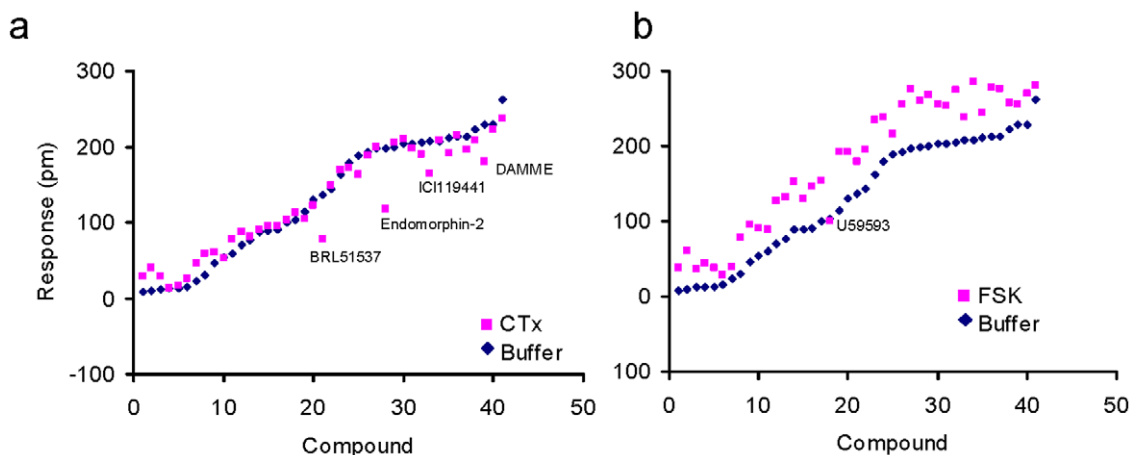 a
300
200
100
0
-100
Response (pm)
0
10
20
30
40
50
Compound
DAMME
ICI119441
Endomorphin-2
BRL51537
CTx
Buffer
b
300
200
100
0
100
0
10
20
30
40
50
Compound
U59593
FSK
Buffer